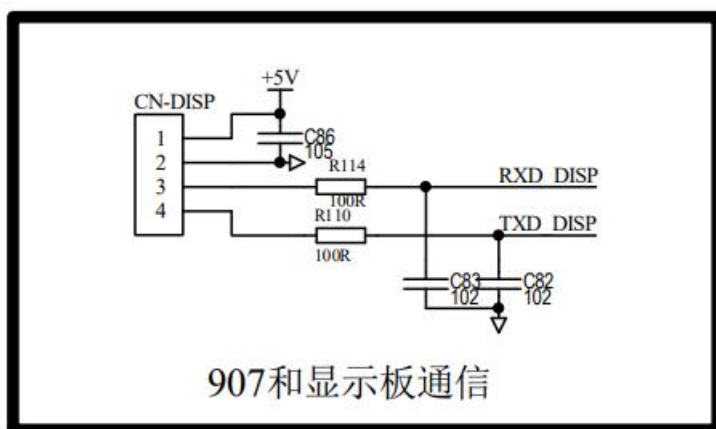 +5V
CN-DISP
1
2
3
4
C86
105
R114
100R
RXD_DISP
R110
100R
TXD_DISP
C83
102
C82
102
907和显示板通信